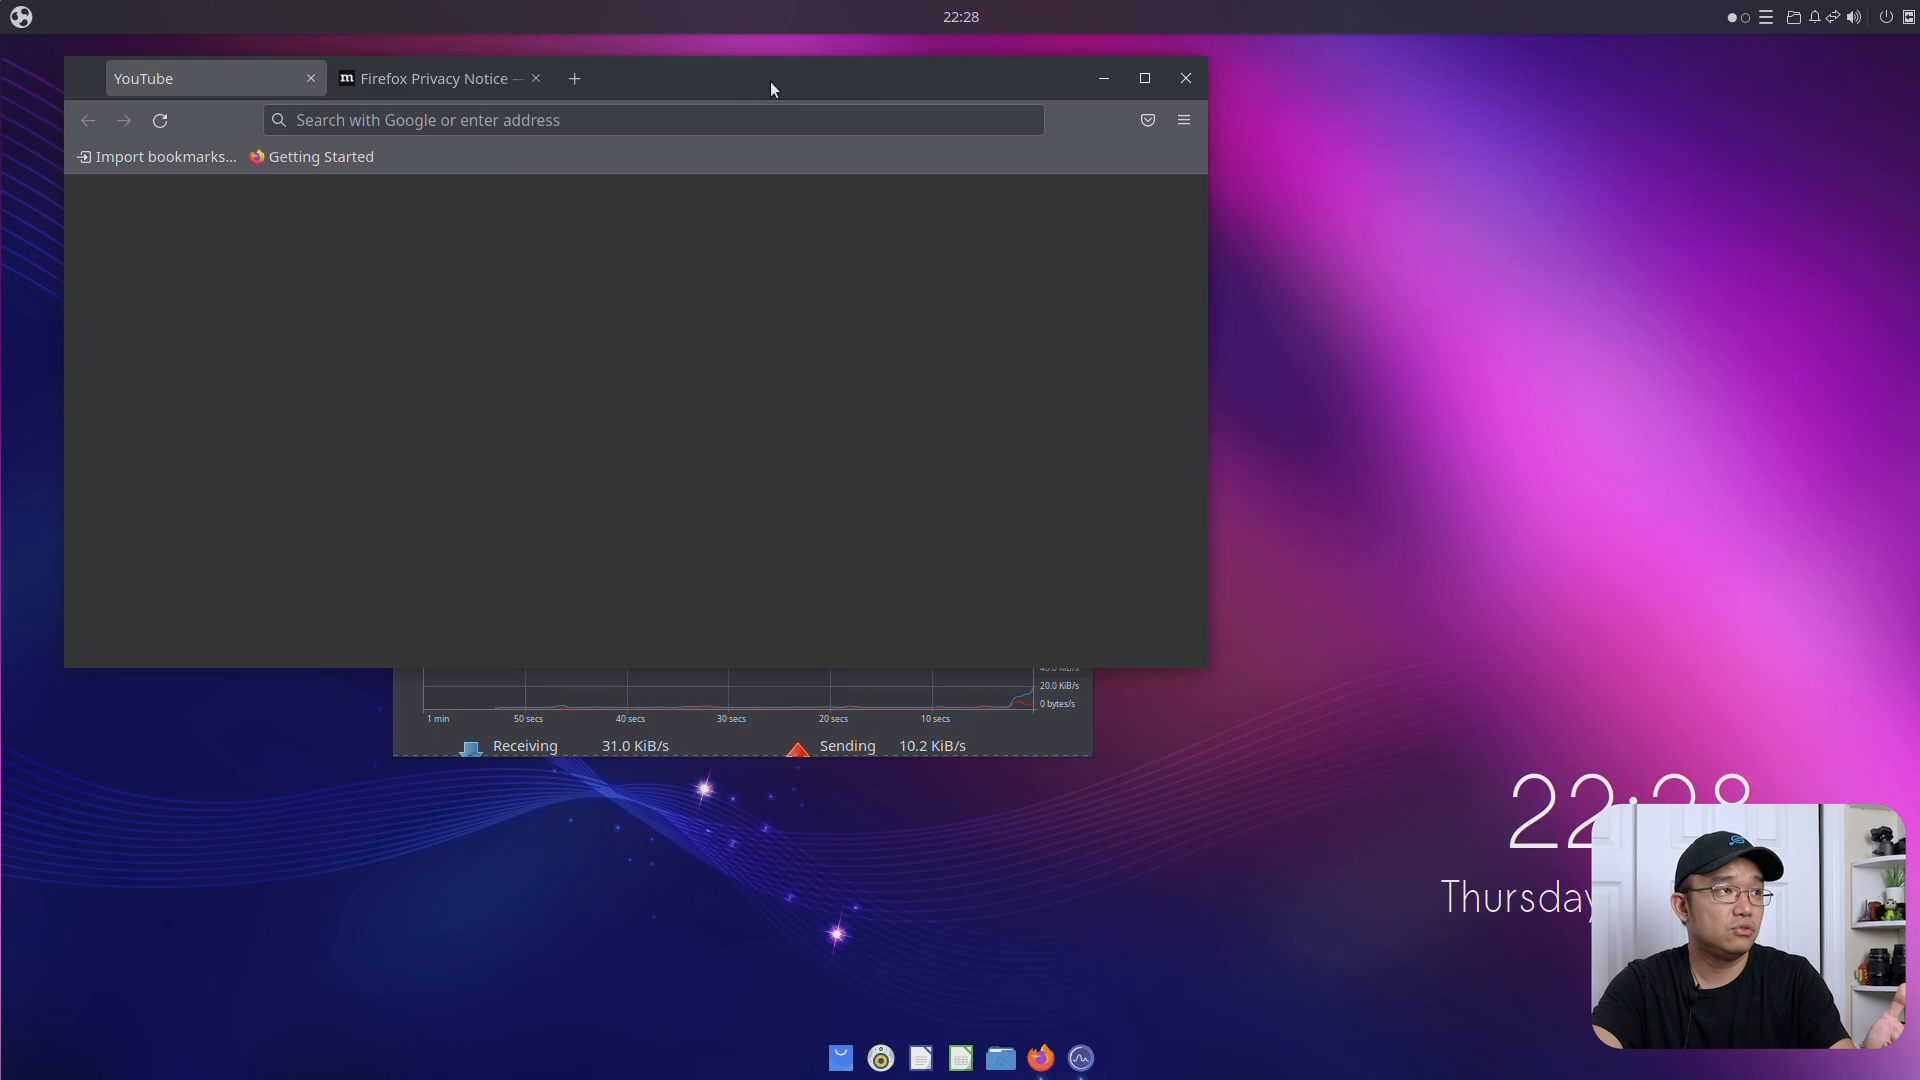 22:28
YouTube
Firefox Privacy Notice —
Search with Google or enter address
Import bookmarks...
Getting Started
20.0 KiB/s
0 bytes/s
1 min
50 secs
40 secs
30 secs
20 secs
10 secs
Receiving
31.0 KiB/s
Sending
10.2 KiB/s
22:28
Thursday